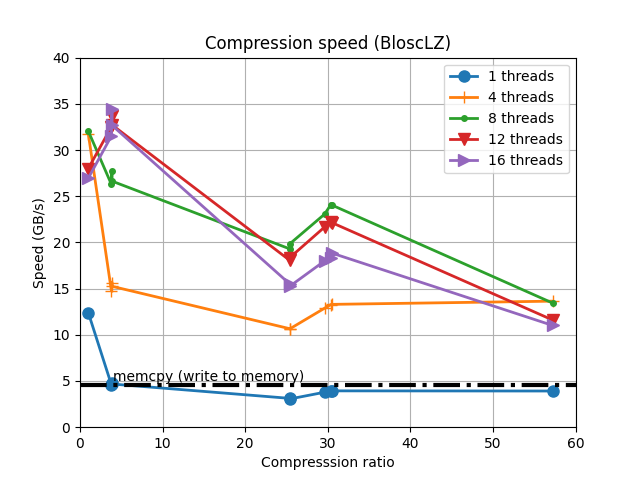 Compression speed (BloscLZ)
40
35
30
25
20
15
10
5
0
Speed (GB/s)
1 threads
4 threads
8 threads
12 threads
16 threads
memcpy (write to memory)
0 10 20 30 40 50 60
Compresssion ratio